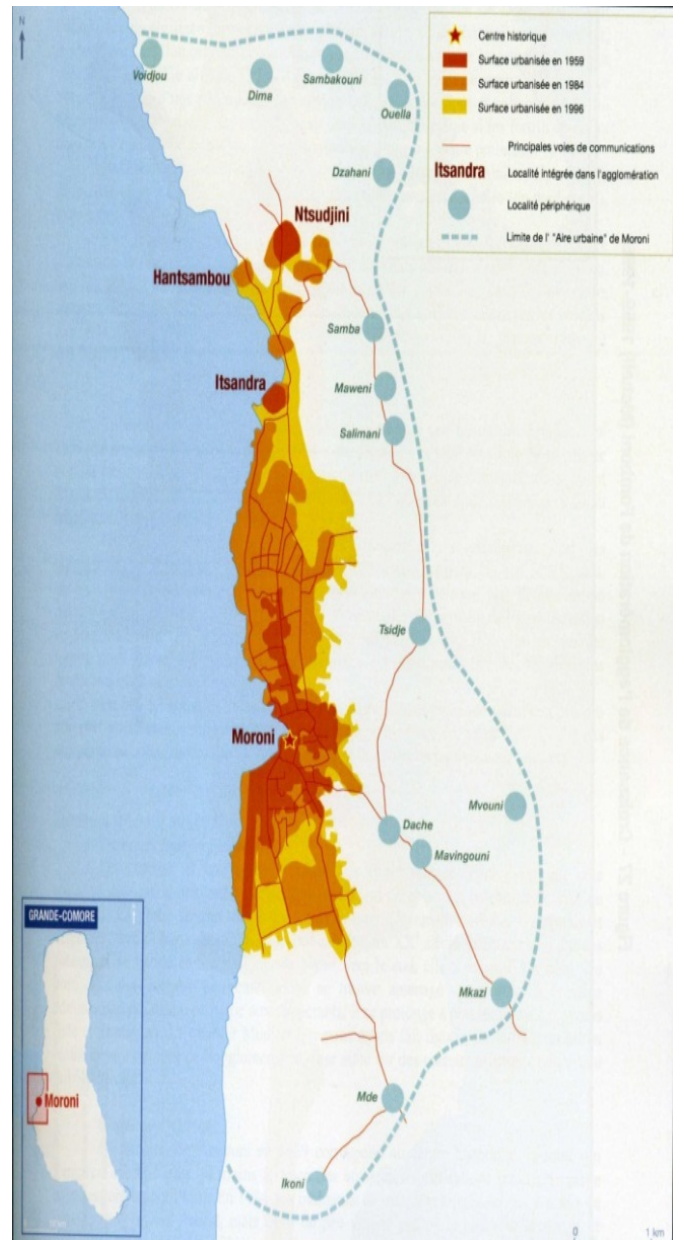 N
Centre historique
Surface urbanisée en 1959
Surface urbanisée en 1984
Surface urbanisée en 1996
Principales voies de communications
Itsandra Localité intégrée dans l'agglomération
Localité périphérique
Limite de l' "Aire urbaine" de Moroni
Voidjou
Dima
Sambakouni
Ouella
Dzahani
Ntsudjini
Hantsambou
Samba
Itsandra
Maweni
Salimani
Tsidje
Moroni
Mvouni
Dache
Mavingouni
Mkazi
Mde
Ikoni
GRANDE-COMORE
Moroni
0 1 km